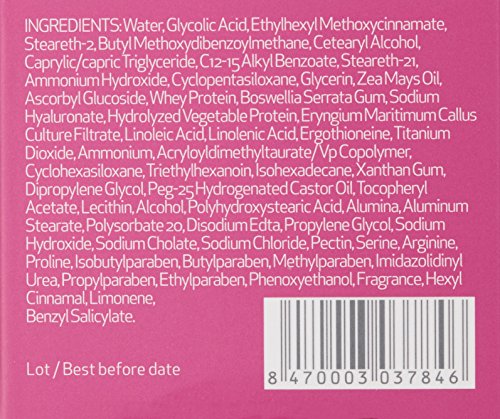 INGREDIENTS: Water, Glycolic Acid, Ethylhexyl Methoxycinnamate,
Steareth-2, Butyl Methoxydibenzoylmethane, Cetearyl Alcohol,
Caprylic/capric Triglyceride, C12-15 Alkyl Benzoate, Steareth-21,
Ammonium Hydroxide, Cyclopentasiloxane, Glycerin, Zea Mays Oil,
Ascorbyl Glucoside, Whey Protein, Boswellia Serrata Gum, Sodium
Hyaluronate, Hydrolyzed Vegetable Protein, Eryngium Maritimum Callus
Culture Filtrate, Linoleic Acid, Linolenic Acid, Ergothioneine, Titanium
Dioxide, Ammonium, Acryloyldimethyltaurate/Vp Copolymer,
Cyclohexasiloxane, Triethylhexanoin, Isohexadecane, Xanthan Gum,
Dipropylene Glycol, Peg-25 Hydrogenated Castor Oil, Tocopheryl
Acetate, Lecithin, Alcohol, Polyhydroxystearic Acid, Alumina, Aluminum
Stearate, Polysorbate 20, Disodium Edta, Propylene Glycol, Sodium
Hydroxide, Sodium Cholate, Sodium Chloride, Pectin, Serine, Arginine,
Proline, Isobutylparaben, Butylparaben, Methylparaben, Imidazolidinyl
Urea, Propylparaben, Ethylparaben, Phenoxyethanol, Fragrance, Hexyl
Cinnamal, Limonene,
Benzyl Salicylate.
Lot / Best before date
8 470003 037846